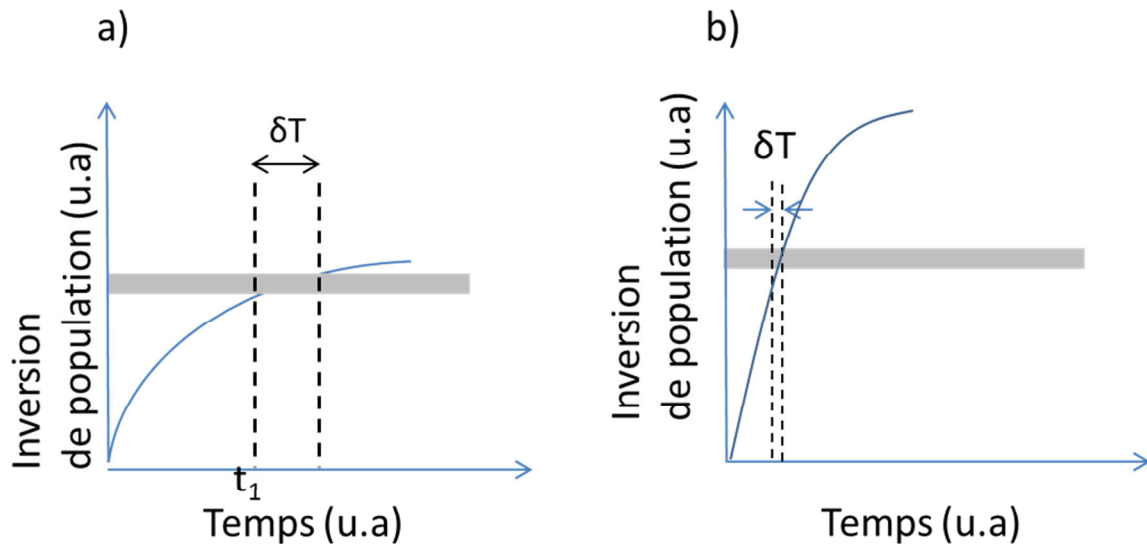 a)
δT
Inversion
de population (u.a)
t₁
Temps (u.a)
b)
δT
Inversion
de population (u.a)
Temps (u.a)